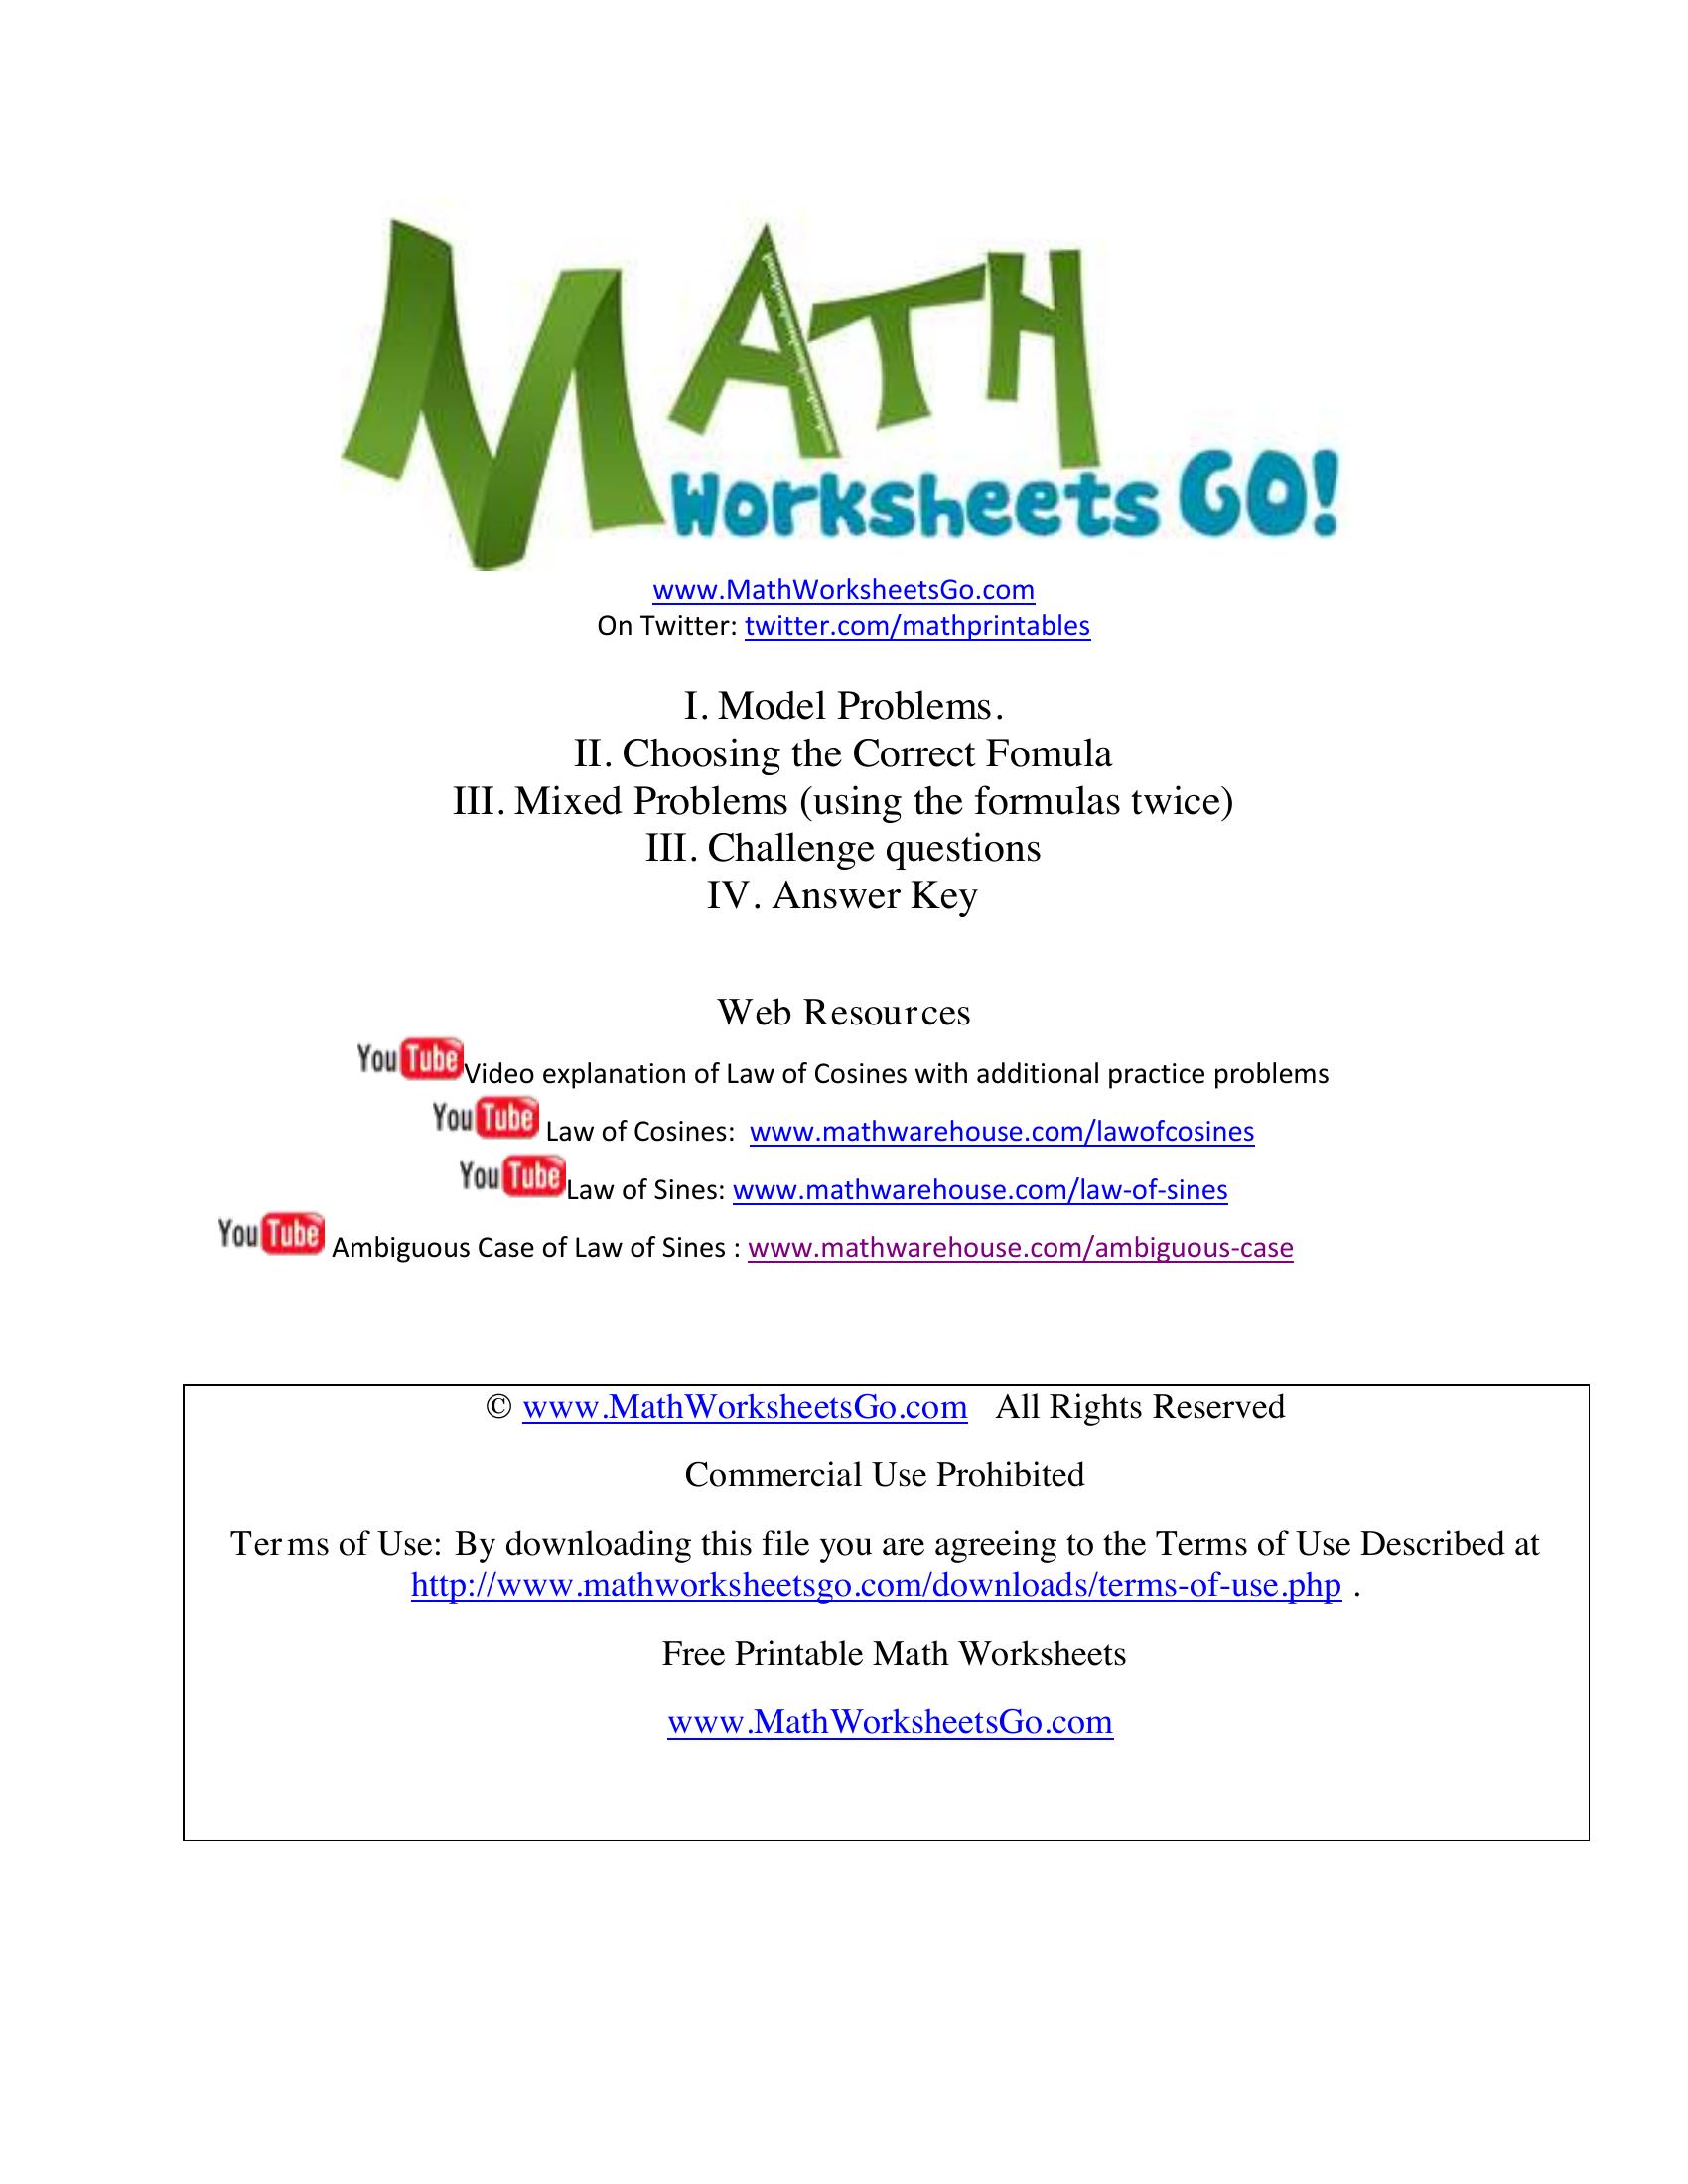 MATH
Worksheets GO!
www.MathWorksheetsGo.com
On Twitter: twitter.com/mathprintables
I. Model Problems.
II. Choosing the Correct Fomula
III. Mixed Problems (using the formulas twice)
III. Challenge questions
IV. Answer Key
Web Resources
YouTube Video explanation of Law of Cosines with additional practice problems
YouTube Law of Cosines: www.mathwarehouse.com/lawofcosines
YouTube Law of Sines: www.mathwarehouse.com/law-of-sines
YouTube Ambiguous Case of Law of Sines : www.mathwarehouse.com/ambiguous-case
© www.MathWorksheetsGo.com All Rights Reserved
Commercial Use Prohibited
Terms of Use: By downloading this file you are agreeing to the Terms of Use Described at
http://www.mathworksheetsgo.com/downloads/terms-of-use.php .
Free Printable Math Worksheets
www.MathWorksheetsGo.com